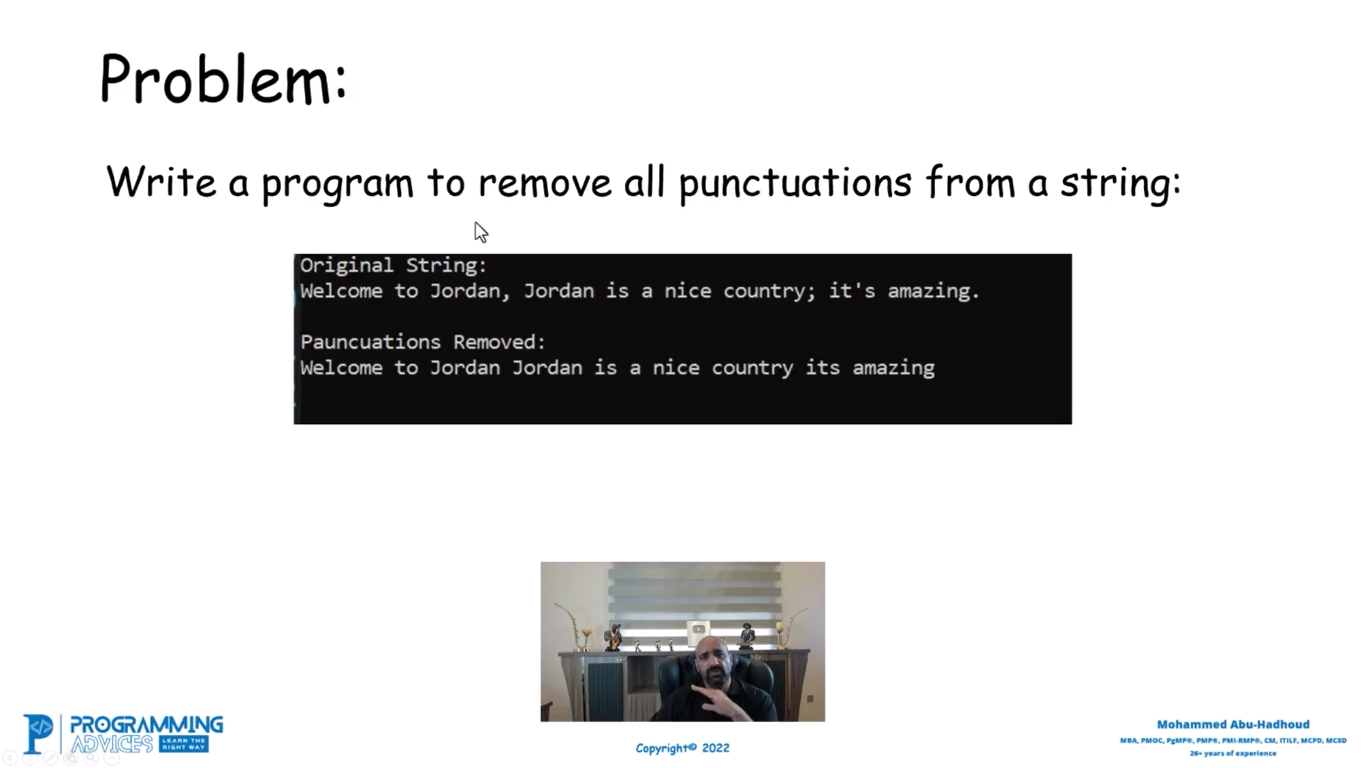 Problem:
Write a program to remove all punctuations from a string:
Original String:
Welcome to Jordan, Jordan is a nice country; it's amazing.
Pauncuations Removed:
Welcome to Jordan Jordan is a nice country its amazing
PROGRAMMING
ADVICES LEARN THE
RIGHT WAY
Copyright© 2022
Mohammed Abu-Hadhoud
MBA, PMOC, PgMP®, PMP®, PMI-RMP®, CM, ITILF, MCPD, MCSD
26+ years of experience